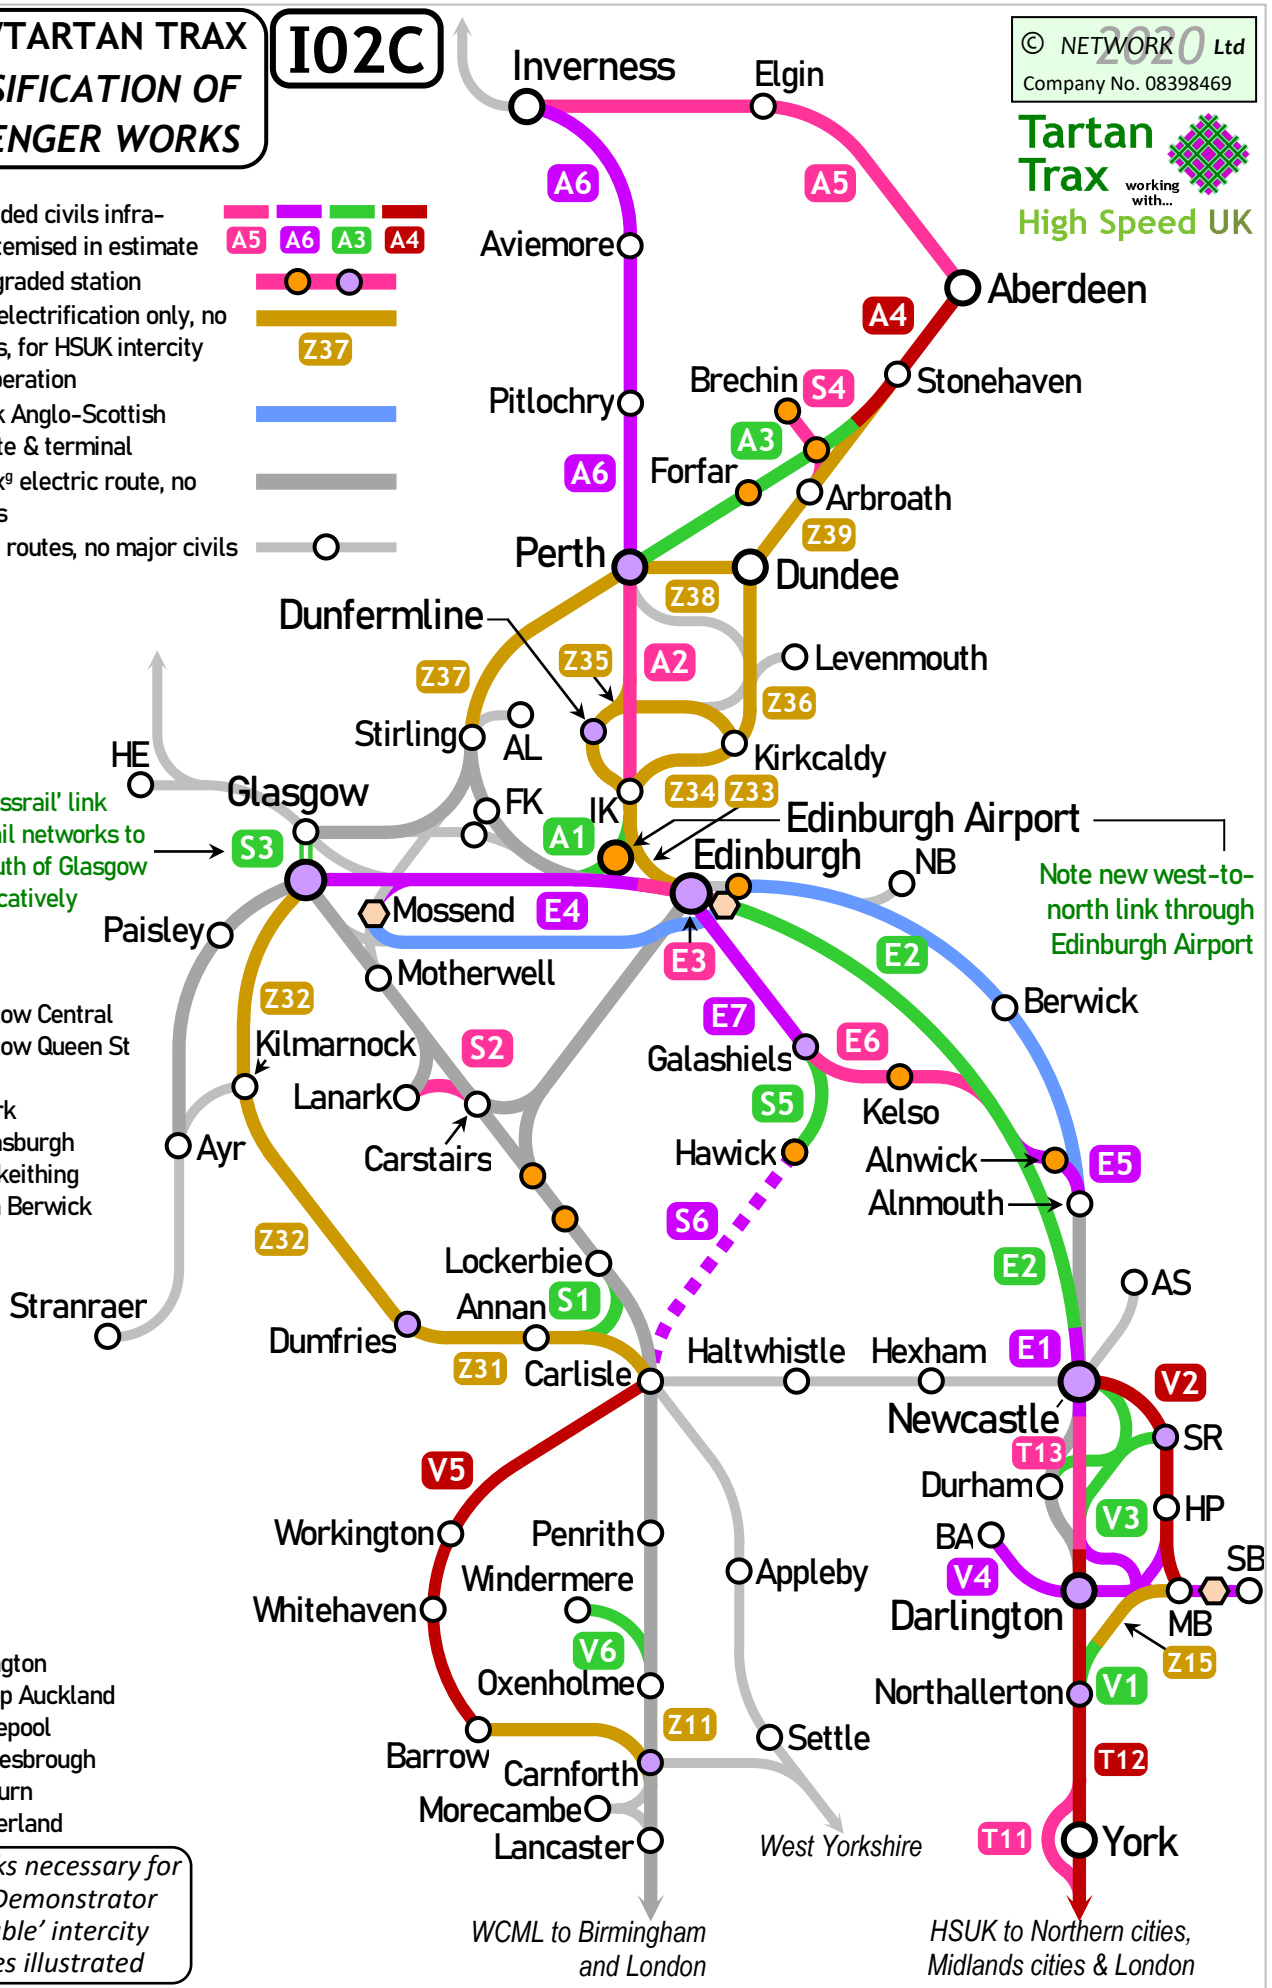 /TARTAN TRAX
SIFICATION OF
ENGER WORKS
I02C
© NETWORK 2020 Ltd
Company No. 08398469
Tartan
Trax
working
with...
High Speed UK
ded civils infra-
temised in estimate
A5 A6 A3 A4
graded station
electrification only, no
s, for HSUK intercity
peration
Z37
k Anglo-Scottish
te & terminal
xg electric route, no
s
routes, no major civils
Inverness
Elgin
A6
A5
Aviemore
Aberdeen
A4
Stonehaven
Brechin
S4
Pitlochry
A3
A6
Forfar
Arbroath
Z39
Perth
Dundee
Z38
Dunfermline
Z35
A2
Levenmouth
Z37
Z36
Stirling
AL
Kirkcaldy
HE
Z34
Z33
Glasgow
FK
IK
A1
Edinburgh Airport
Edinburgh
NB
ssrail’ link
ail networks to
uth of Glasgow
catively
S3
Note new west-to-
north link through
Edinburgh Airport
Mossend
E4
Paisley
E2
E3
Motherwell
Berwick
Z32
E7
ow Central
ow Queen St
Kilmarnock
S2
Galashiels
E6
Lanark
S5
Kelso
rk
nsburgh
keithing
n Berwick
Ayr
Carstairs
Hawick
Alnwick
E5
Alnmouth
S6
Z32
Lockerbie
E2
AS
Stranraer
Annan
S1
Dumfries
Z31
Carlisle
Haltwhistle
Hexham
E1
V2
Newcastle
T13
SR
V5
Durham
HP
V3
Workington
Penrith
BA
SB
Windermere
Appleby
V4
Whitehaven
Darlington
MB
V6
Z15
gton
p Auckland
epool
esbrough
urn
erland
Oxenholme
Northallerton
V1
Z11
Settle
Barrow
Carnforth
T12
Morecambe
Lancaster
West Yorkshire
T11
York
ks necessary for
Demonstrator
able’ intercity
es illustrated
WCML to Birmingham
and London
HSUK to Northern cities,
Midlands cities & London